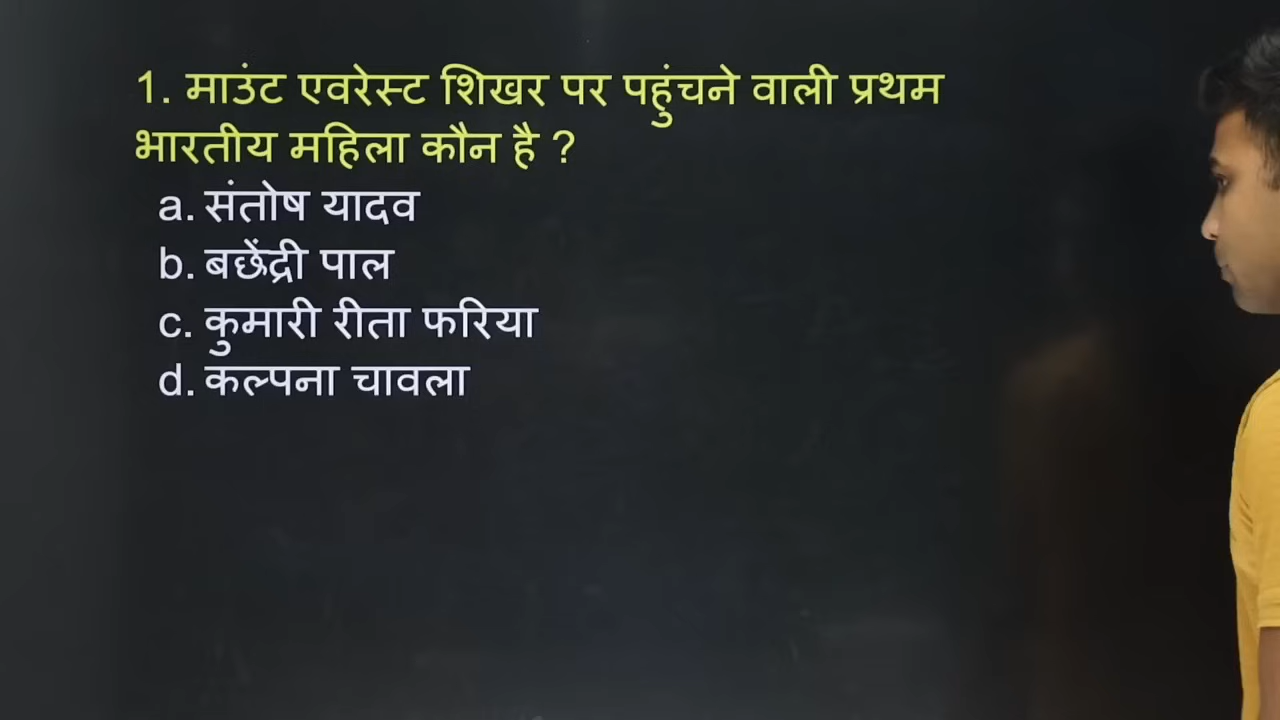 1. माउंट एवरेस्ट शिखर पर पहुंचने वाली प्रथम
भारतीय महिला कौन है ?
a. संतोष यादव
b. बछेंद्री पाल
c. कुमारी रीता फरिया
d. कल्पना चावला